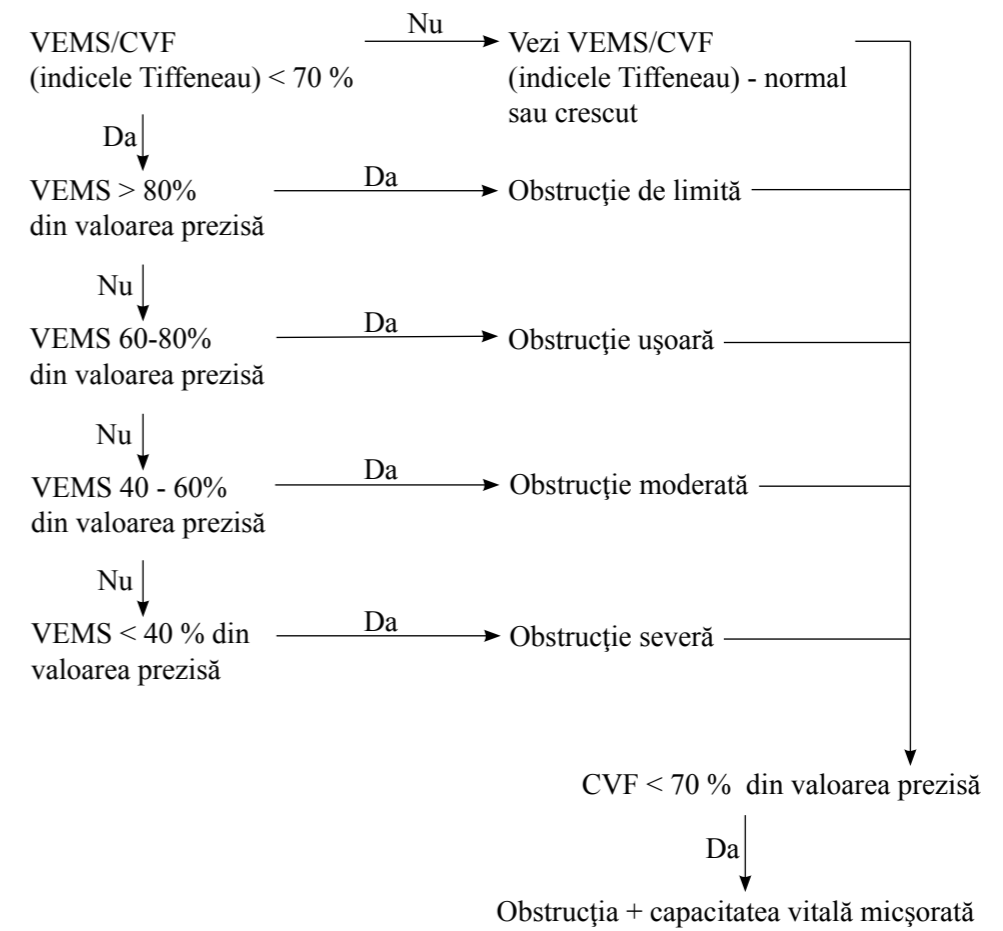 VEMS/CVF
(indicele Tiffeneau) < 70 %
Nu
Vezi VEMS/CVF
(indicele Tiffeneau) - normal
sau crescut
Da
VEMS > 80%
din valoarea prezisă
Da
Obstrucţie de limită
Nu
VEMS 60-80%
din valoarea prezisă
Da
Obstrucţie uşoară
Nu
VEMS 40 - 60%
din valoarea prezisă
Da
Obstrucţie moderată
Nu
VEMS < 40 % din
valoarea prezisă
Da
Obstrucţie severă
CVF < 70 % din valoarea prezisă
Da
Obstrucţia + capacitatea vitală micşorată